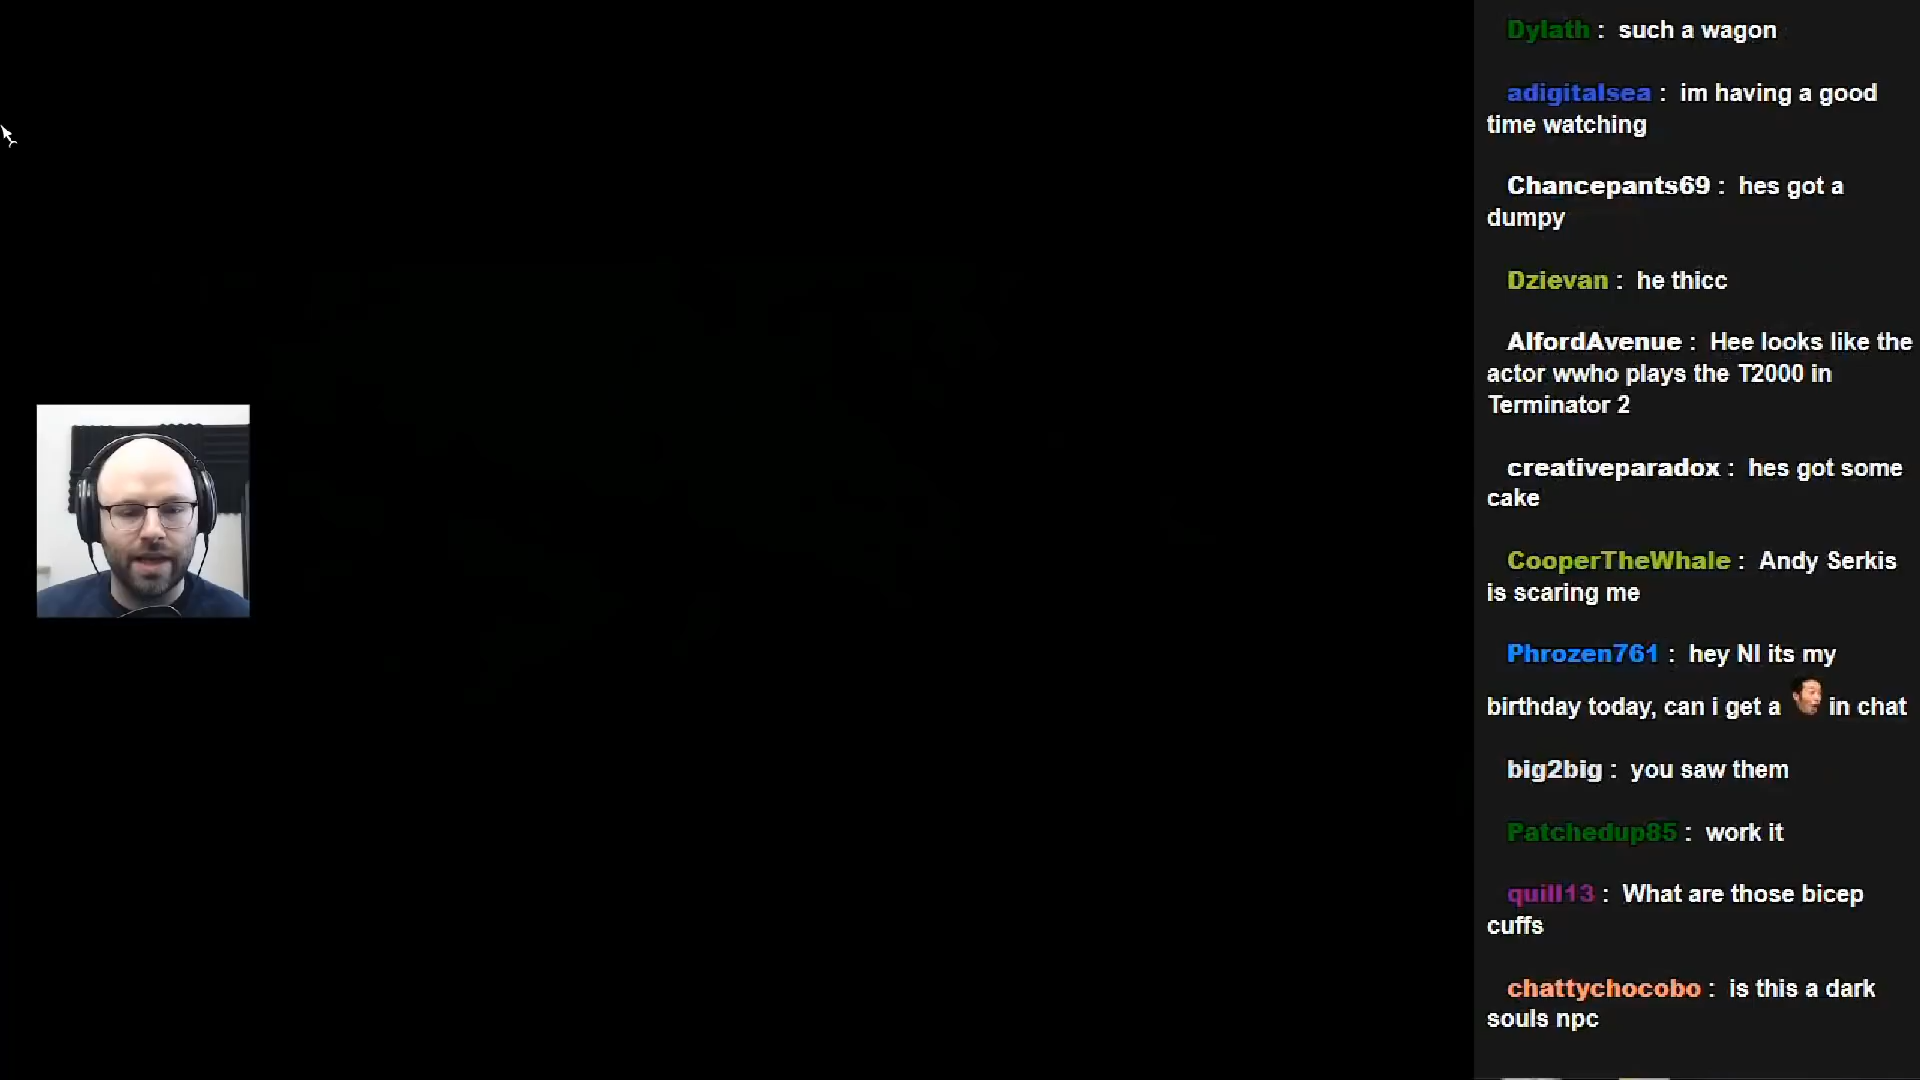 Dylath : such a wagon
adigitalsea : im having a good
time watching
Chancepants69 : hes got a
dumpy
Dzievan : he thicc
AlfordAvenue : Hee looks like the
actor wwho plays the T2000 in
Terminator 2
creativeparadox : hes got some
cake
CooperTheWhale : Andy Serkis
is scaring me
Phrozen761 : hey Nl its my
birthday today, can i get a in chat
big2big : you saw them
Patchedup85 : work it
quill13 : What are those bicep
cuffs
chattychocobo : is this a dark
souls npc